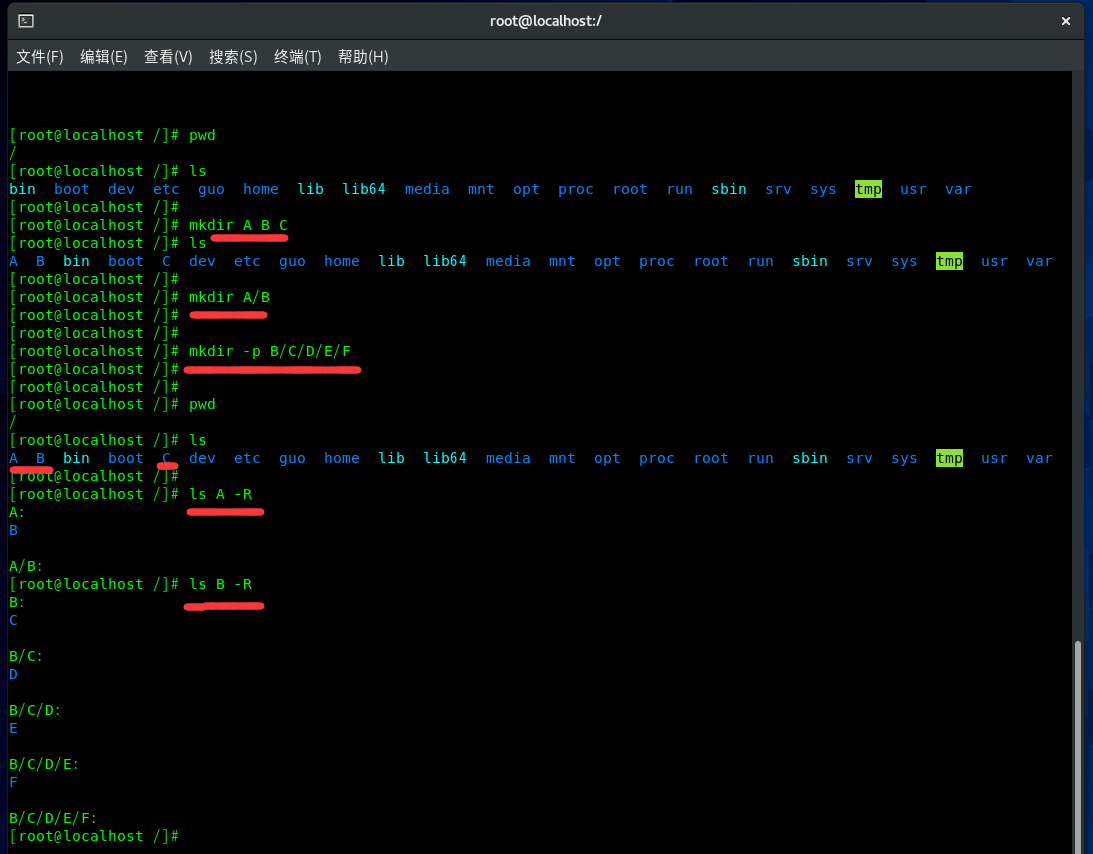 root@localhost:/
文件(F) 编辑(E) 查看(V) 搜索(S) 终端(T) 帮助(H)
[root@localhost /]# pwd
/
[root@localhost /]# ls
bin boot dev etc guo home lib lib64 media mnt opt proc root run sbin srv sys tmp usr var
[root@localhost /]#
[root@localhost /]# mkdir A B C
[root@localhost /]# ls
A B bin boot C dev etc guo home lib lib64 media mnt opt proc root run sbin srv sys tmp usr var
[root@localhost /]#
[root@localhost /]# mkdir A/B
[root@localhost /]#
[root@localhost /]#
[root@localhost /]# mkdir -p B/C/D/E/F
[root@localhost /]#
[root@localhost /]#
[root@localhost /]# pwd
/
[root@localhost /]# ls
A B bin boot C dev etc guo home lib lib64 media mnt opt proc root run sbin srv sys tmp usr var
[root@localhost /]#
[root@localhost /]# ls A -R
A:
B
A/B:
[root@localhost /]# ls B -R
B:
C
B/C:
D
B/C/D:
E
B/C/D/E:
F
B/C/D/E/F:
[root@localhost /]#